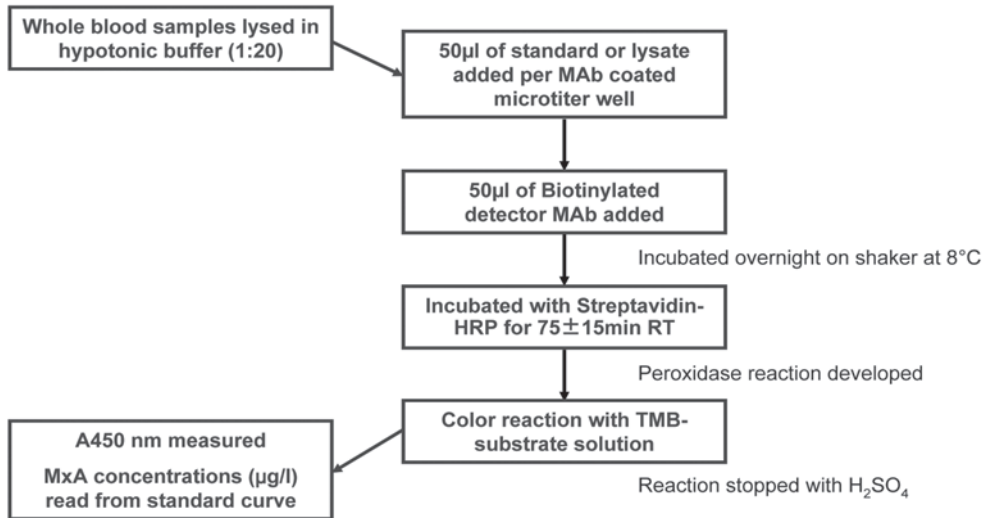 Whole blood samples lysed in
hypotonic buffer (1:20)
50µl of standard or lysate
added per MAb coated
microtiter well
50µl of Biotinylated
detector MAb added
Incubated overnight on shaker at 8°C
Incubated with Streptavidin-
HRP for 75±15min RT
Peroxidase reaction developed
Color reaction with TMB-
substrate solution
Reaction stopped with H₂SO₄
A450 nm measured
MxA concentrations (µg/l)
read from standard curve